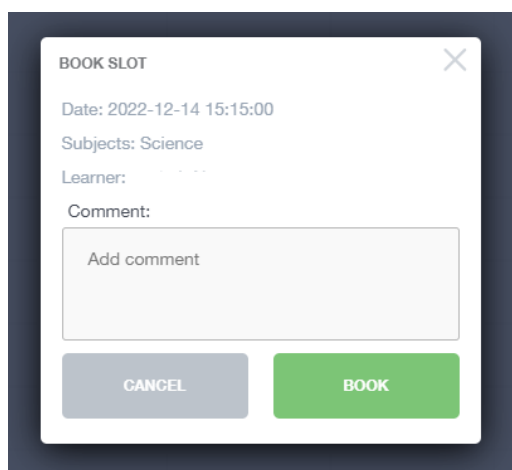 BOOK SLOT
Date: 2022-12-14 15:15:00
Subjects: Science
Learner:
Comment:
Add comment
CANCEL BOOK